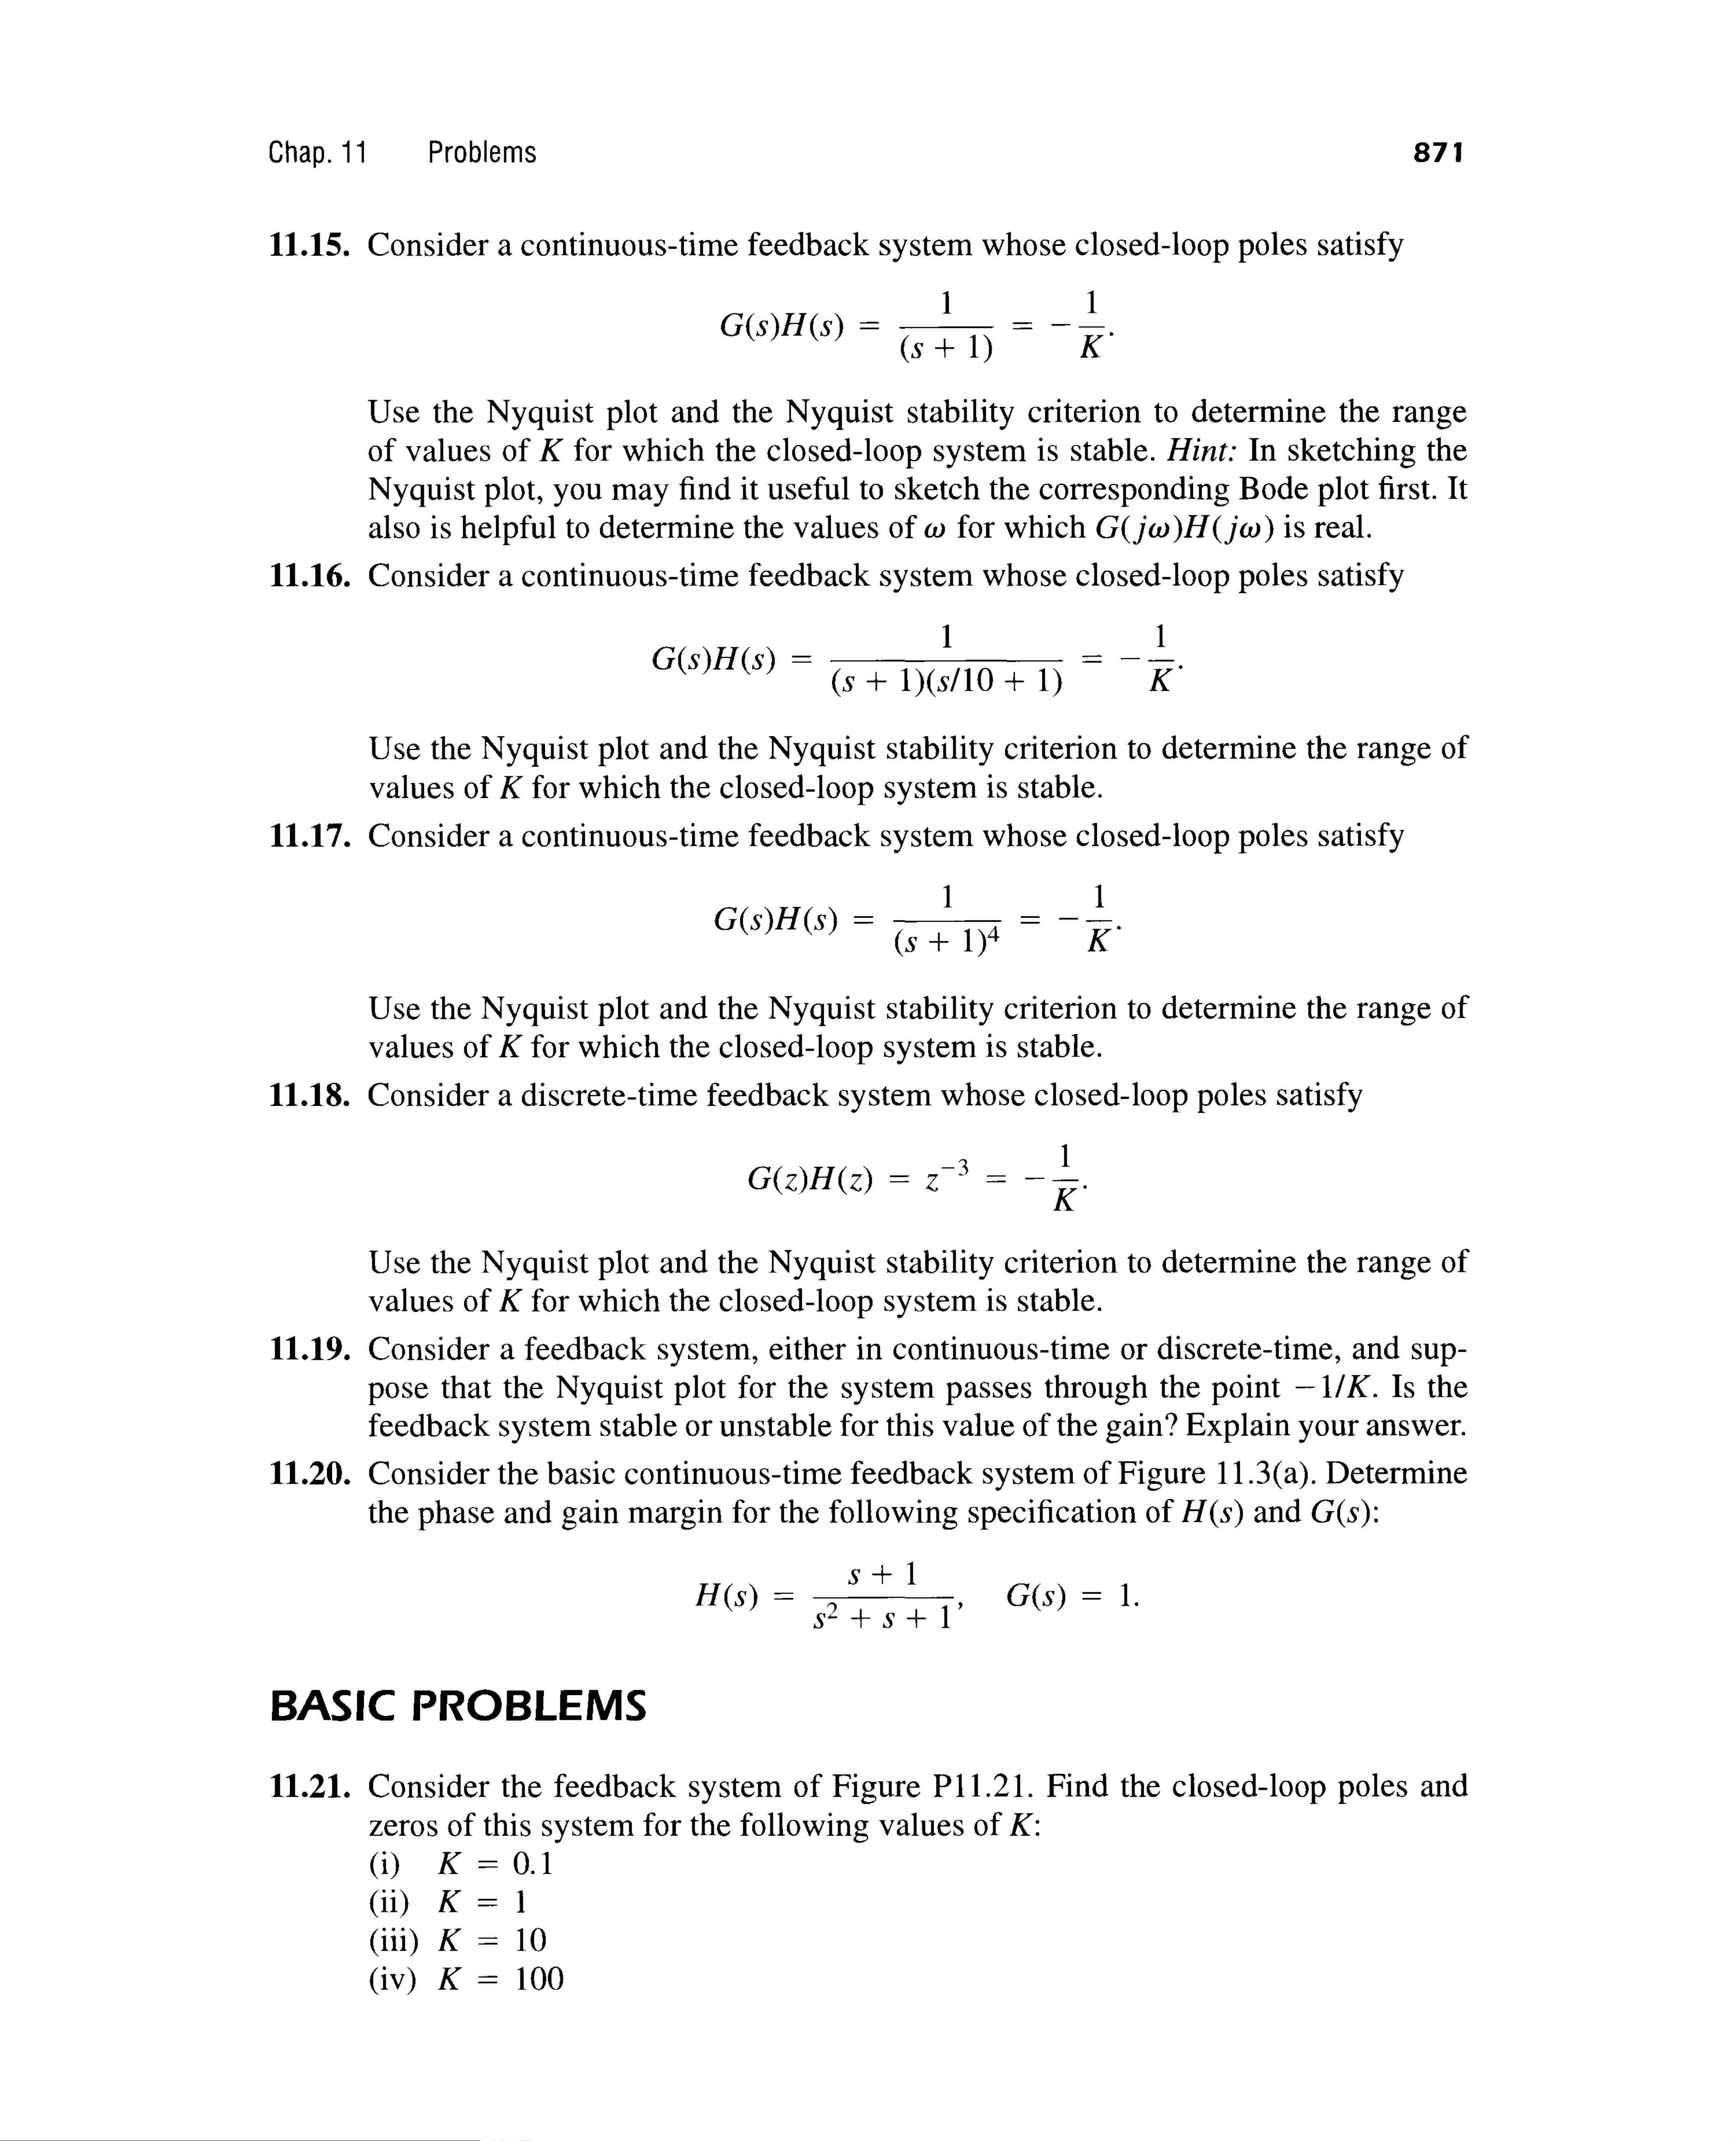 Chap. 11 Problems 871
11.15. Consider a continuous-time feedback system whose closed-loop poles satisfy
G(s)H(s) = 1/(s + 1) = −1/K.
Use the Nyquist plot and the Nyquist stability criterion to determine the range
of values of K for which the closed-loop system is stable. Hint: In sketching the
Nyquist plot, you may find it useful to sketch the corresponding Bode plot first. It
also is helpful to determine the values of ω for which G(jω)H(jω) is real.
11.16. Consider a continuous-time feedback system whose closed-loop poles satisfy
G(s)H(s) = 1/((s + 1)(s/10 + 1)) = −1/K.
Use the Nyquist plot and the Nyquist stability criterion to determine the range of
values of K for which the closed-loop system is stable.
11.17. Consider a continuous-time feedback system whose closed-loop poles satisfy
G(s)H(s) = 1/(s + 1)⁴ = −1/K.
Use the Nyquist plot and the Nyquist stability criterion to determine the range of
values of K for which the closed-loop system is stable.
11.18. Consider a discrete-time feedback system whose closed-loop poles satisfy
G(z)H(z) = z⁻³ = −1/K.
Use the Nyquist plot and the Nyquist stability criterion to determine the range of
values of K for which the closed-loop system is stable.
11.19. Consider a feedback system, either in continuous-time or discrete-time, and sup-
pose that the Nyquist plot for the system passes through the point −1/K. Is the
feedback system stable or unstable for this value of the gain? Explain your answer.
11.20. Consider the basic continuous-time feedback system of Figure 11.3(a). Determine
the phase and gain margin for the following specification of H(s) and G(s):
H(s) = (s + 1)/(s² + s + 1), G(s) = 1.
BASIC PROBLEMS
11.21. Consider the feedback system of Figure P11.21. Find the closed-loop poles and
zeros of this system for the following values of K:
(i) K = 0.1
(ii) K = 1
(iii) K = 10
(iv) K = 100